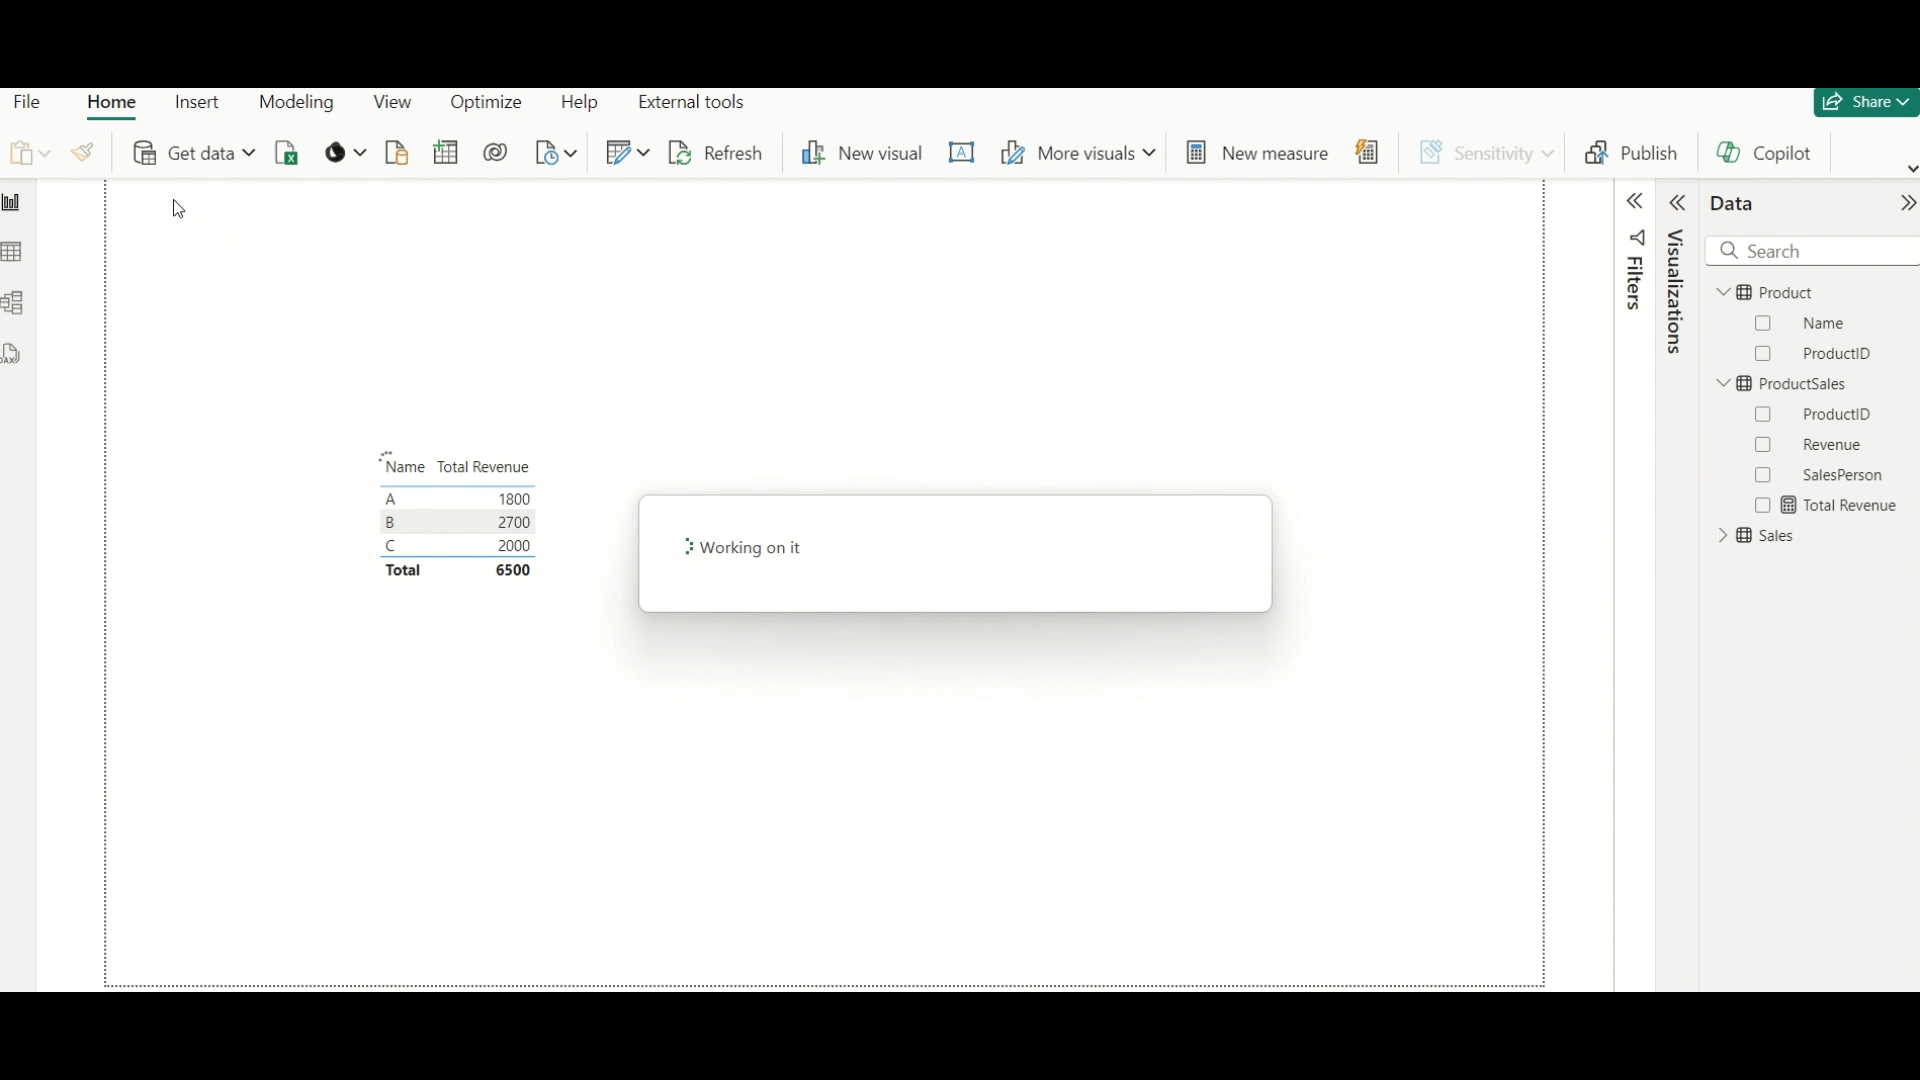 File Home Insert Modeling View Optimize Help External tools Share
Get data Refresh New visual More visuals New measure Sensitivity Publish Copilot
DAX
Filters
Visualizations
Data
Search
Product
Name
ProductID
ProductSales
ProductID
Revenue
SalesPerson
Total Revenue
Sales
Name Total Revenue
A 1800
B 2700
C 2000
Total 6500
Working on it